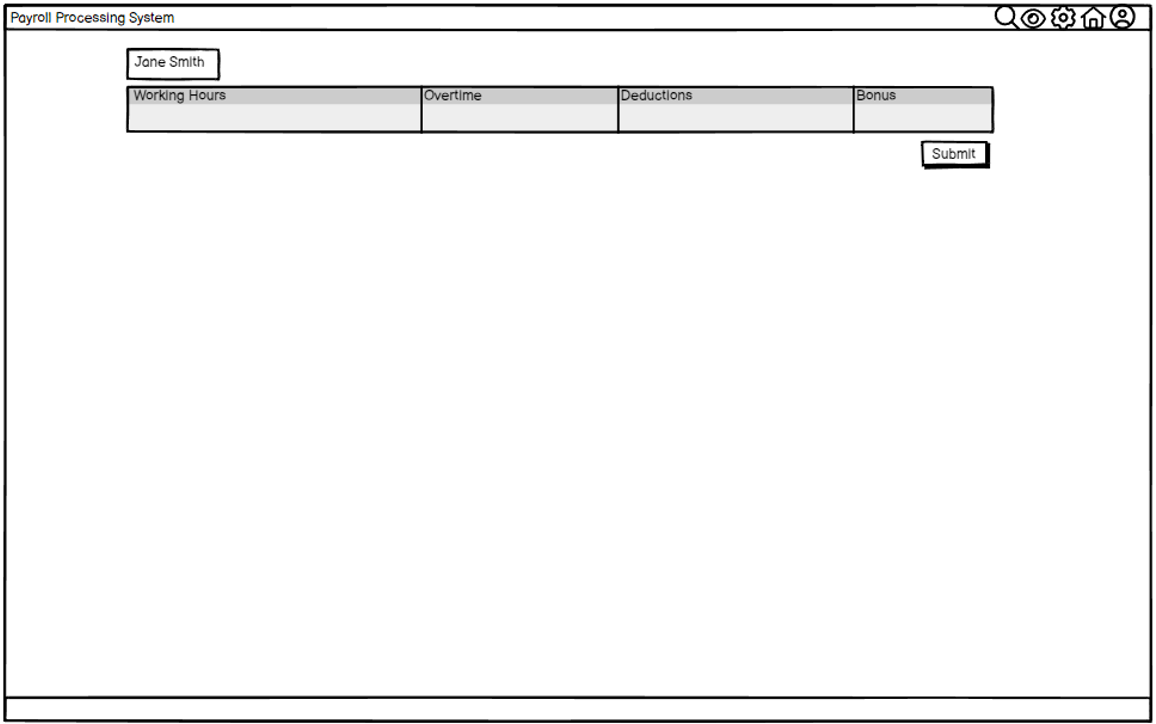 Payroll Processing System
Jane Smith
Working Hours Overtime Deductions Bonus
Submit